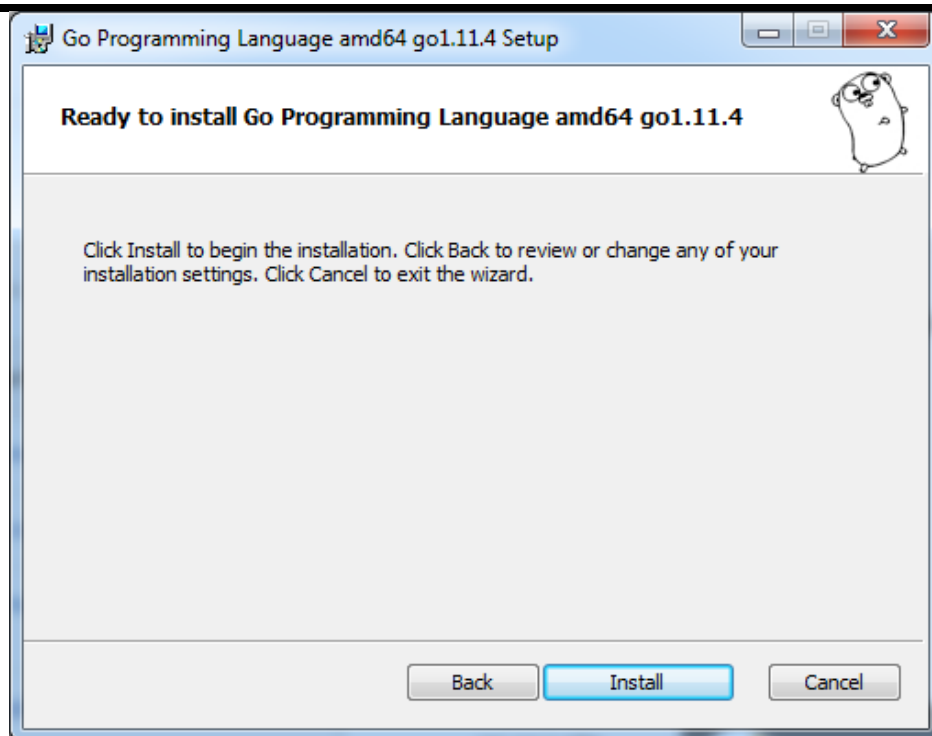 Go Programming Language amd64 go1.11.4 Setup
Ready to install Go Programming Language amd64 go1.11.4
Click Install to begin the installation. Click Back to review or change any of your
installation settings. Click Cancel to exit the wizard.
Back Install Cancel